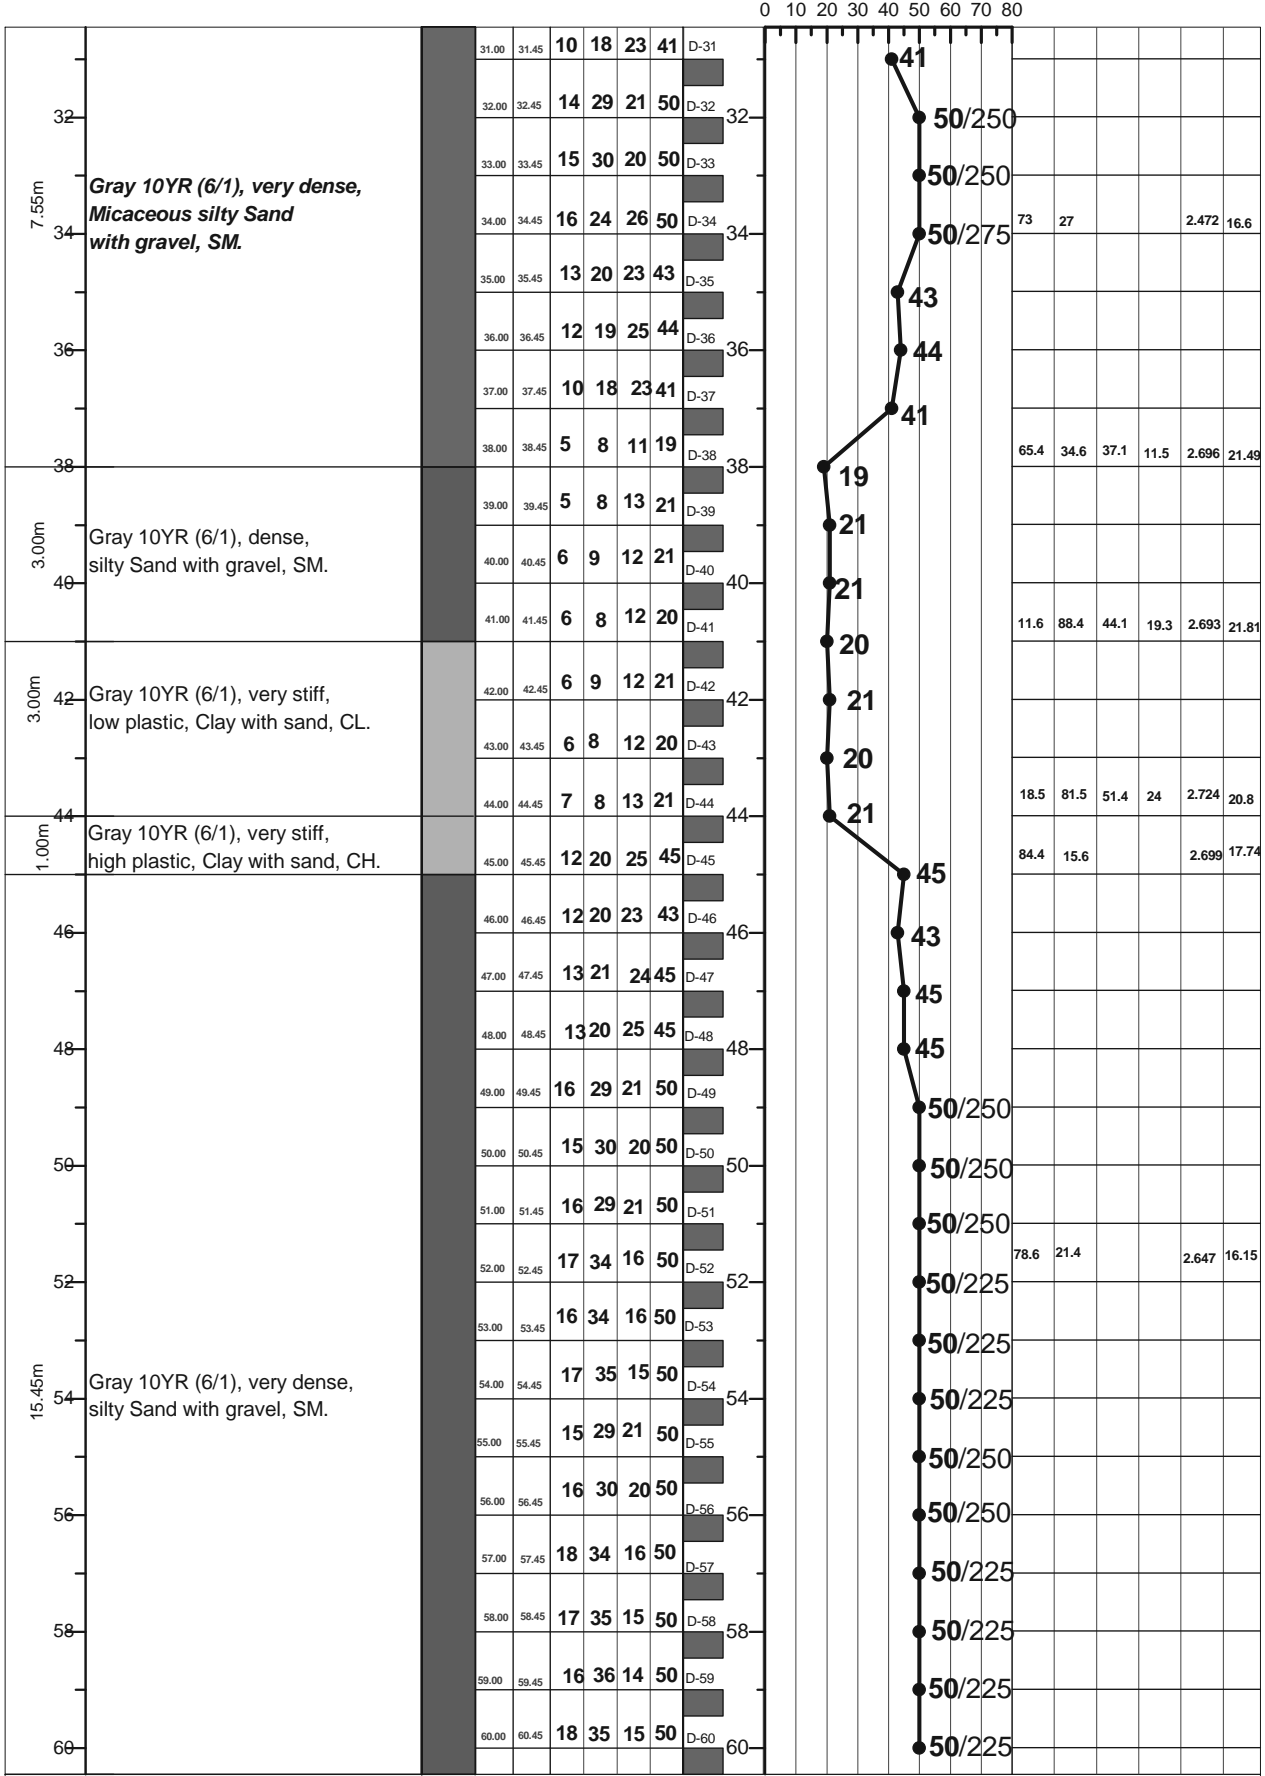 0 10 20 30 40 50 60 70 80
31.00 31.45 10 18 23 41 D-31 41
32.00 32.45 14 29 21 50 D-32
32 32 50/250
33.00 33.45 15 30 20 50 D-33 50/250
7.55m
Gray 10YR (6/1), very dense,
Micaceous silty Sand
with gravel, SM.
34.00 34.45 16 24 26 50 D-34 73 27 2.472 16.6
34 34 50/275
35.00 35.45 13 20 23 43 D-35 43
36.00 36.45 12 19 25 44 D-36
36 36 44
37.00 37.45 10 18 23 41 D-37 41
38.00 38.45 5 8 11 19 D-38 65.4 34.6 37.1 11.5 2.696 21.49
38 38 19
39.00 39.45 5 8 13 21 D-39 21
3.00m
Gray 10YR (6/1), dense,
silty Sand with gravel, SM.
40.00 40.45 6 9 12 21 D-40
40 40 21
41.00 41.45 6 8 12 20 D-41 11.6 88.4 44.1 19.3 2.693 21.81
20
3.00m
Gray 10YR (6/1), very stiff,
low plastic, Clay with sand, CL.
42.00 42.45 6 9 12 21 D-42
42 42 21
43.00 43.45 6 8 12 20 D-43 20
44.00 44.45 7 8 13 21 D-44 18.5 81.5 51.4 24 2.724 20.8
44 44 21
1.00m
Gray 10YR (6/1), very stiff,
high plastic, Clay with sand, CH.
45.00 45.45 12 20 25 45 D-45 84.4 15.6 2.699 17.74
45
46.00 46.45 12 20 23 43 D-46
46 46 43
47.00 47.45 13 21 24 45 D-47 45
48.00 48.45 13 20 25 45 D-48
48 48 45
49.00 49.45 16 29 21 50 D-49 50/250
50.00 50.45 15 30 20 50 D-50
50 50 50/250
51.00 51.45 16 29 21 50 D-51 50/250
52.00 52.45 17 34 16 50 D-52 78.6 21.4 2.647 16.15
52 52 50/225
53.00 53.45 16 34 16 50 D-53 50/225
15.45m
Gray 10YR (6/1), very dense,
silty Sand with gravel, SM.
54.00 54.45 17 35 15 50 D-54
54 54 50/225
55.00 55.45 15 29 21 50 D-55 50/250
56.00 56.45 16 30 20 50 D-56
56 56 50/250
57.00 57.45 18 34 16 50 D-57 50/225
58.00 58.45 17 35 15 50 D-58
58 58 50/225
59.00 59.45 16 36 14 50 D-59 50/225
60.00 60.45 18 35 15 50 D-60
60 60 50/225